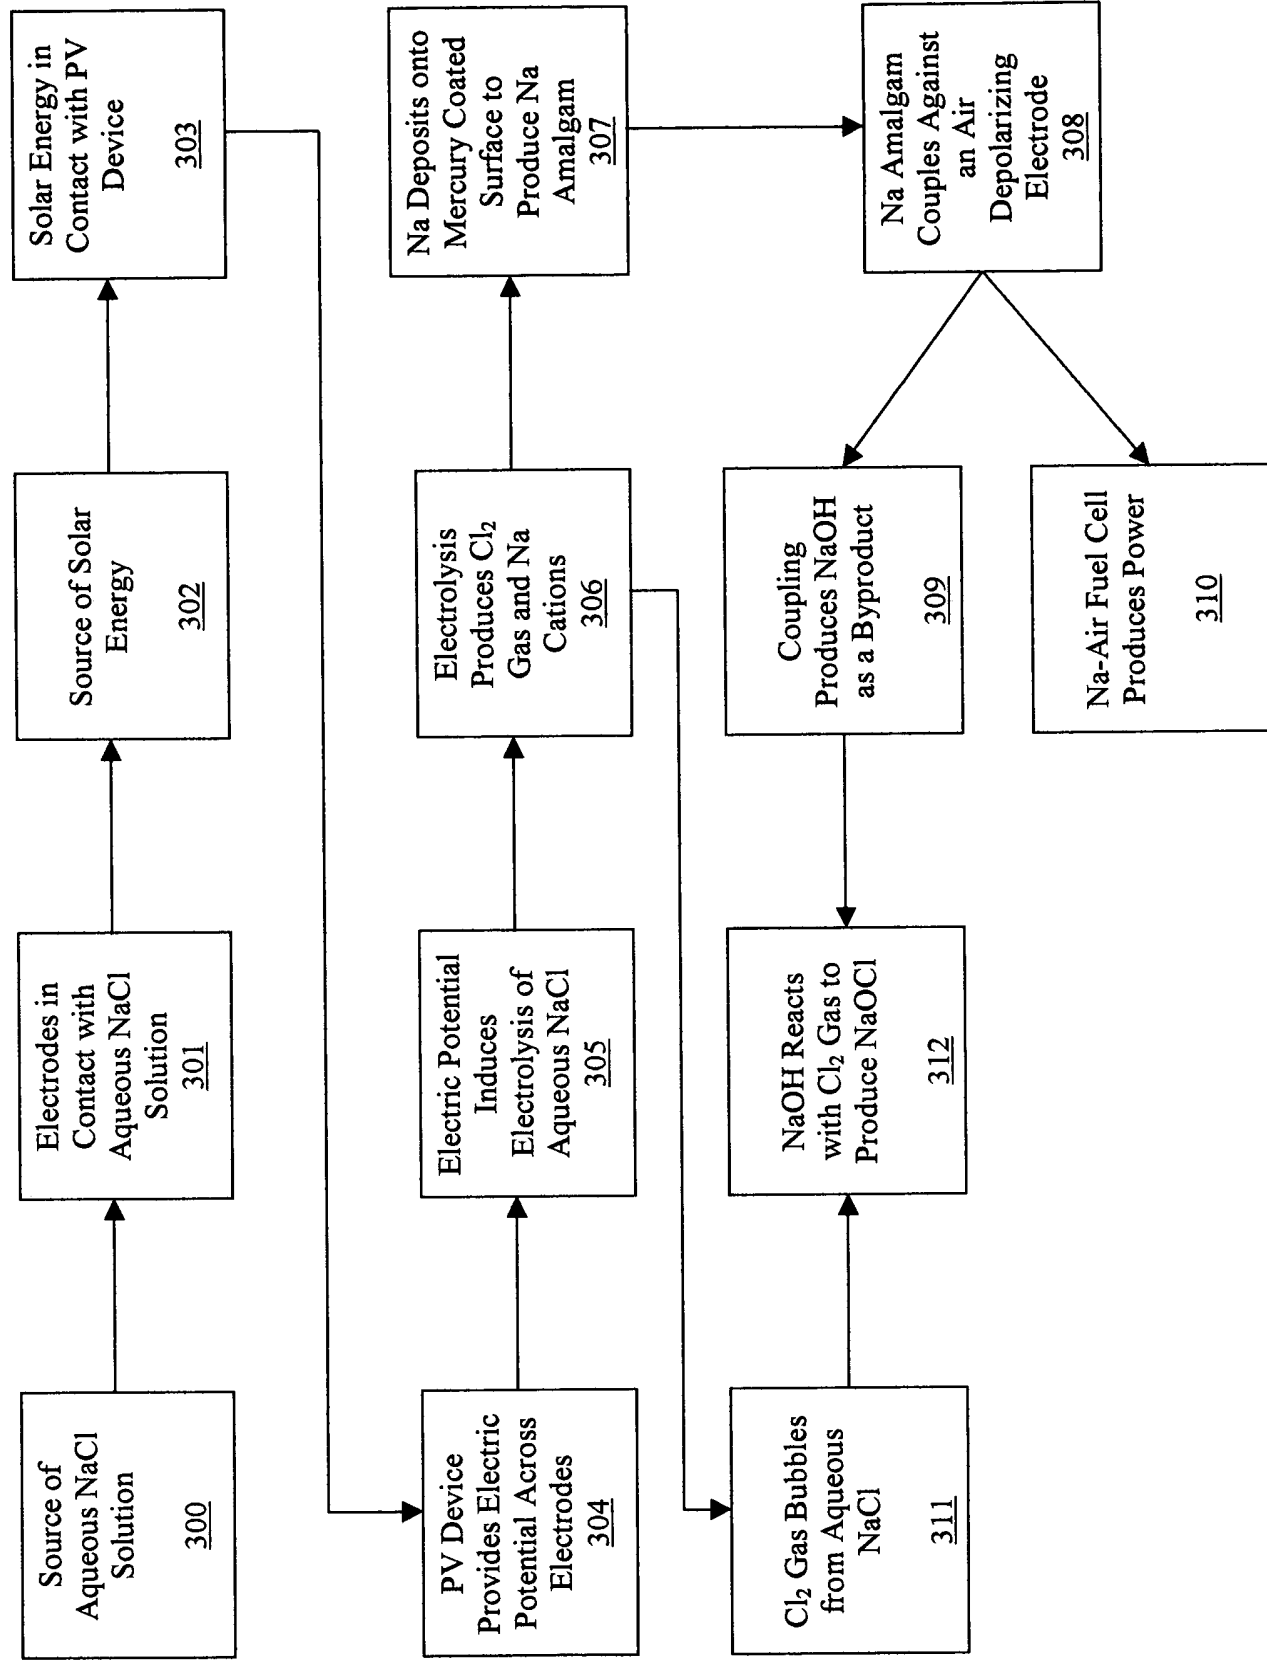 Source of
Aqueous NaCl
Solution
300
Electrodes in
Contact with
Aqueous NaCl
Solution
301
Source of Solar
Energy
302
Solar Energy in
Contact with PV
Device
303
PV Device
Provides Electric
Potential Across
Electrodes
304
Electric Potential
Induces
Electrolysis of
Aqueous NaCl
305
Electrolysis
Produces Cl₂
Gas and Na
Cations
306
Na Deposits onto
Mercury Coated
Surface to
Produce Na
Amalgam
307
Cl₂ Gas Bubbles
from Aqueous
NaCl
311
NaOH Reacts
with Cl₂ Gas to
Produce NaOCl
312
Coupling
Produces NaOH
as a Byproduct
309
Na Amalgam
Couples Against
an Air
Depolarizing
Electrode
308
Na-Air Fuel Cell
Produces Power
310